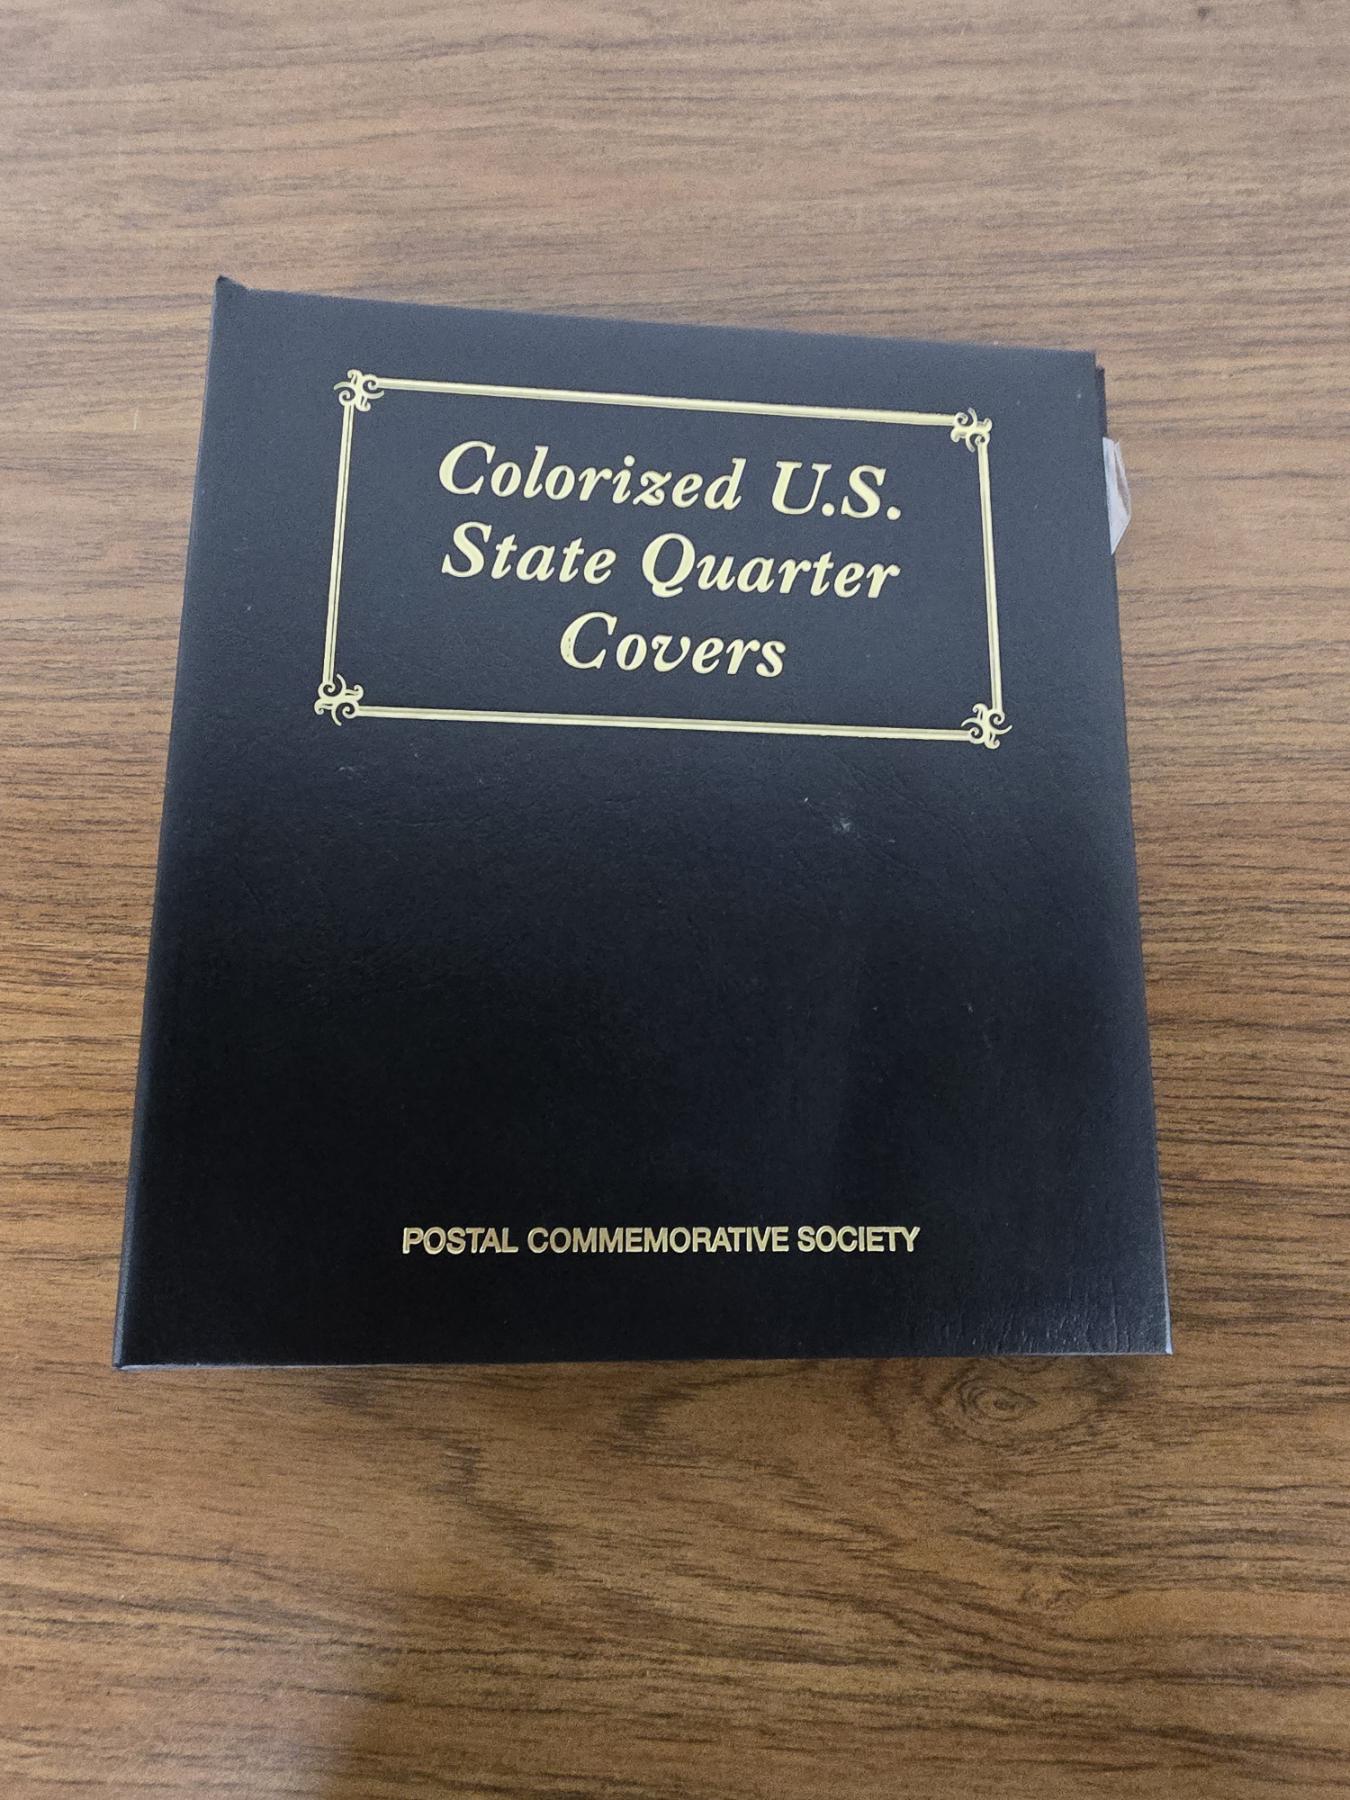 Colorized U.S.
State Quarter
Covers
POSTAL COMMEMORATIVE SOCIETY